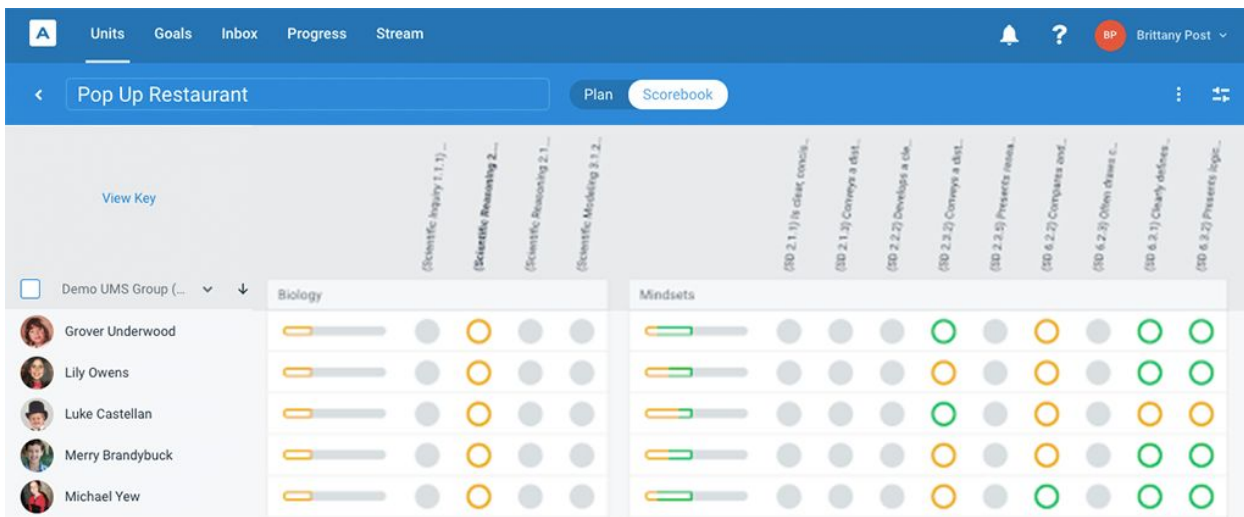 A Units Goals Inbox Progress Stream ? BP Brittany Post
Pop Up Restaurant Plan Scorebook
View Key
(Scientific Inquiry 1.1.1) ...
(Scientific Reasoning 2....
(Scientific Reasoning 2.1...
(Scientific Modeling 3.1.2...
(SD 2.1.1) Is clear, concis...
(SD 2.1.3) Conveys a dist...
(SD 2.2.2) Develops a cle...
(SD 2.3.2) Conveys a dist...
(SD 2.3.5) Presents resea...
(SD 6.2.2) Compares and...
(SD 6.2.3) Often draws c...
(SD 6.3.1) Clearly defines...
(SD 6.3.2) Presents logic...
Demo UMS Group (...
Biology Mindsets
Grover Underwood
Lily Owens
Luke Castellan
Merry Brandybuck
Michael Yew